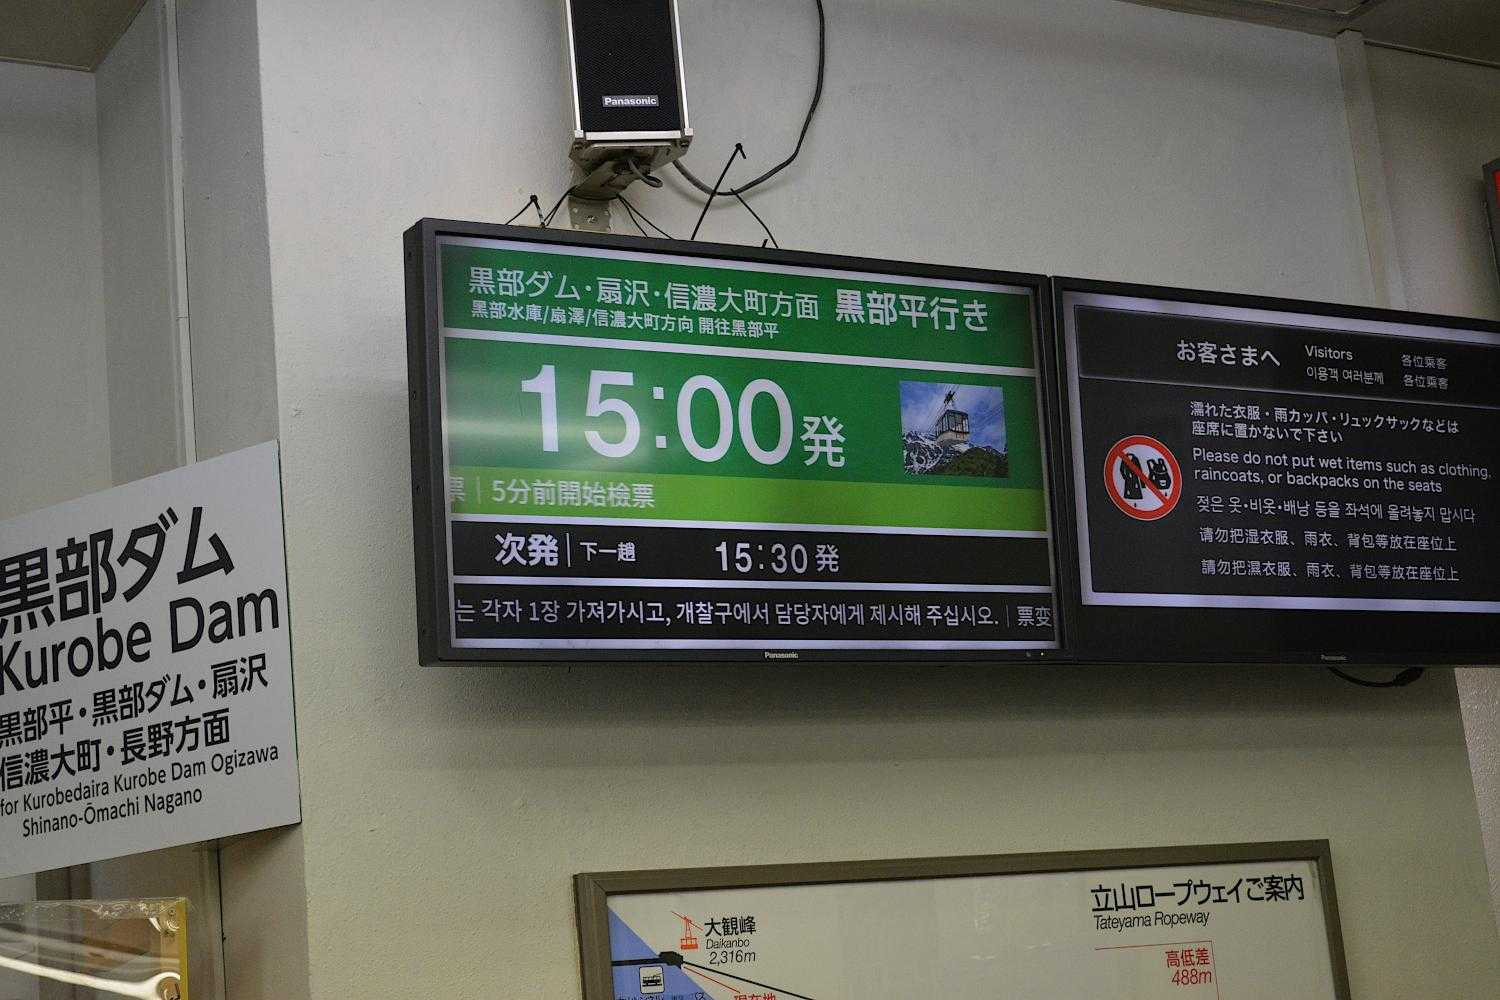 Panasonic
黒部ダム・扇沢・信濃大町方面 黒部平行き
黒部水庫/扇澤/信濃大町方向 開往黒部平
15:00発
票｜5分前開始檢票
次発｜下一趟 15:30 発
는 각자 1장 가져가시고, 개찰구에서 담당자에게 제시해 주십시오.｜票变
Panasonic
お客さまへ
Visitors
各位乘客
이용객 여러분께
各位乘客
濡れた衣服・雨カッパ・リュックサックなどは
座席に置かないで下さい
Please do not put wet items such as clothing,
raincoats, or backpacks on the seats
젖은 옷・비옷・배낭 등을 좌석에 올려놓지 맙시다
请勿把湿衣服、雨衣、背包等放在座位上
請勿把濕衣服、雨衣、背包等放在座位上
Panasonic
黒部ダム
Kurobe Dam
黒部平・黒部ダム・扇沢
信濃大町・長野方面
for Kurobedaira Kurobe Dam Ogizawa
Shinano-Ōmachi Nagano
立山ロープウェイご案内
Tateyama Ropeway
大観峰
Daikanbo
2,316m
高低差
488m
現在地